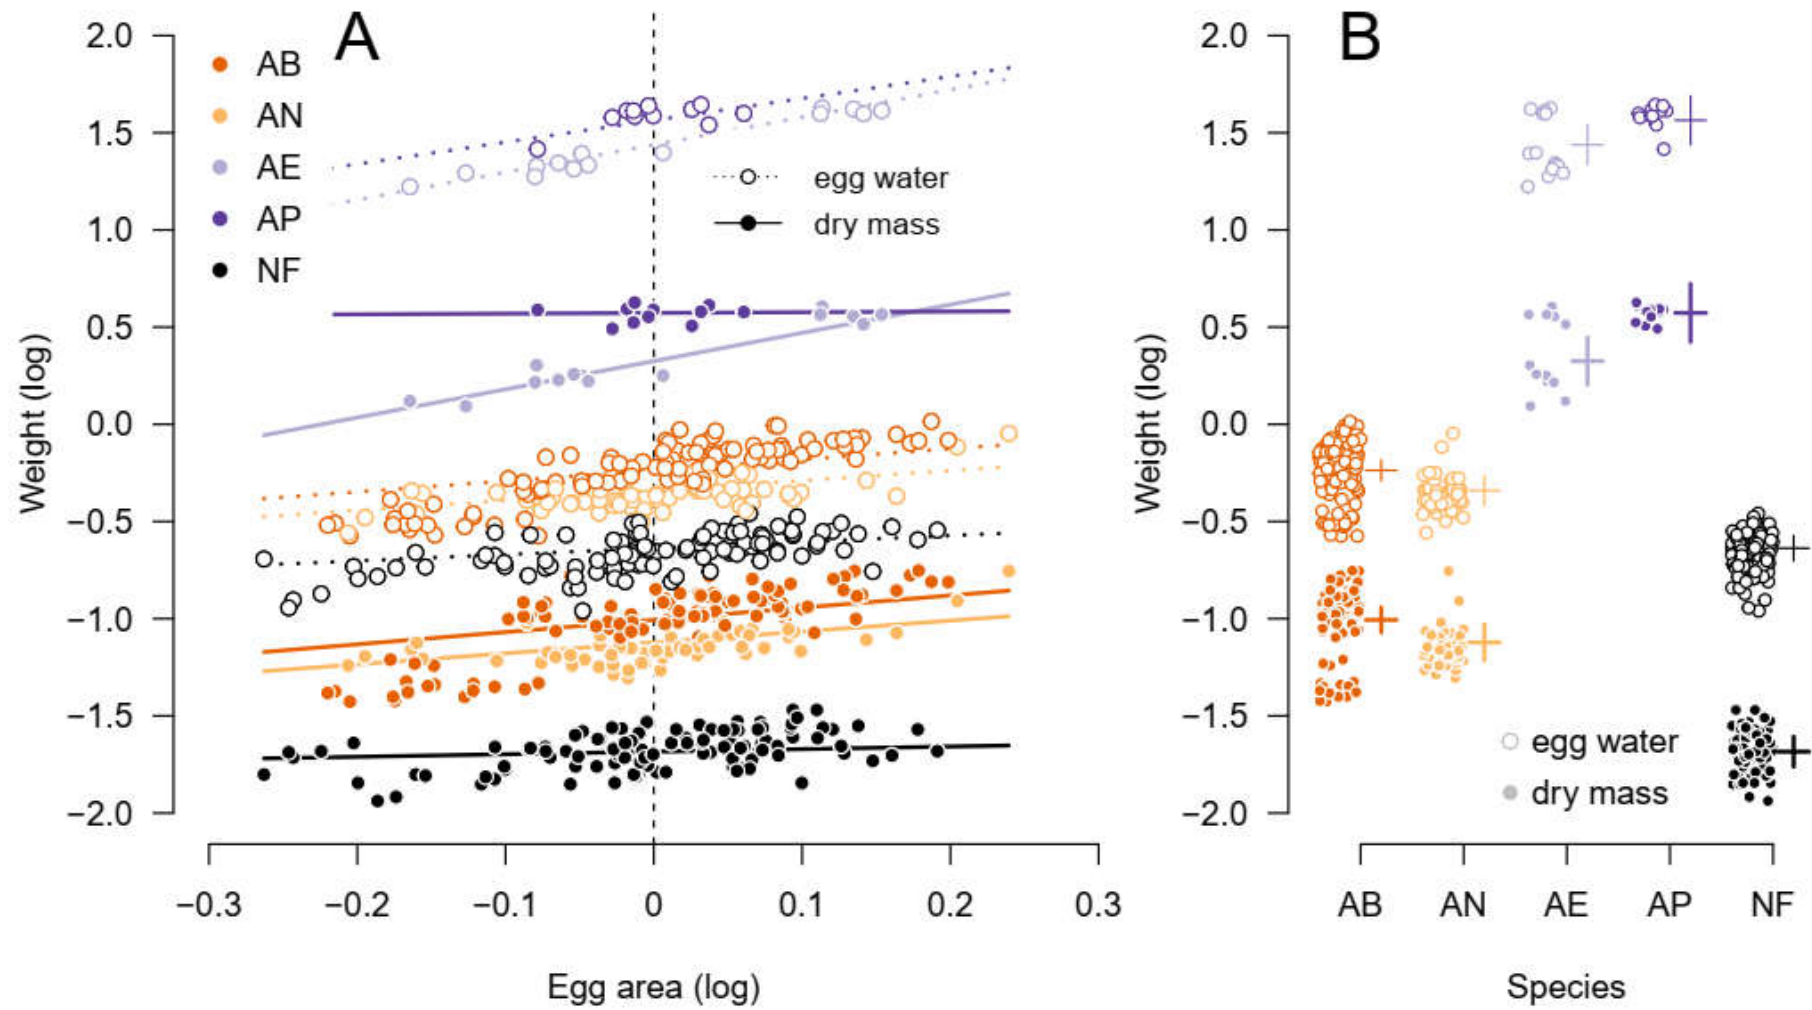 A
B
2.0
1.5
1.0
0.5
0.0
−0.5
−1.0
−1.5
−2.0
Weight (log)
AB
AN
AE
AP
NF
egg water
dry mass
−0.3 −0.2 −0.1 0 0.1 0.2 0.3
Egg area (log)
2.0
1.5
1.0
0.5
0.0
−0.5
−1.0
−1.5
−2.0
Weight (log)
egg water
dry mass
AB AN AE AP NF
Species